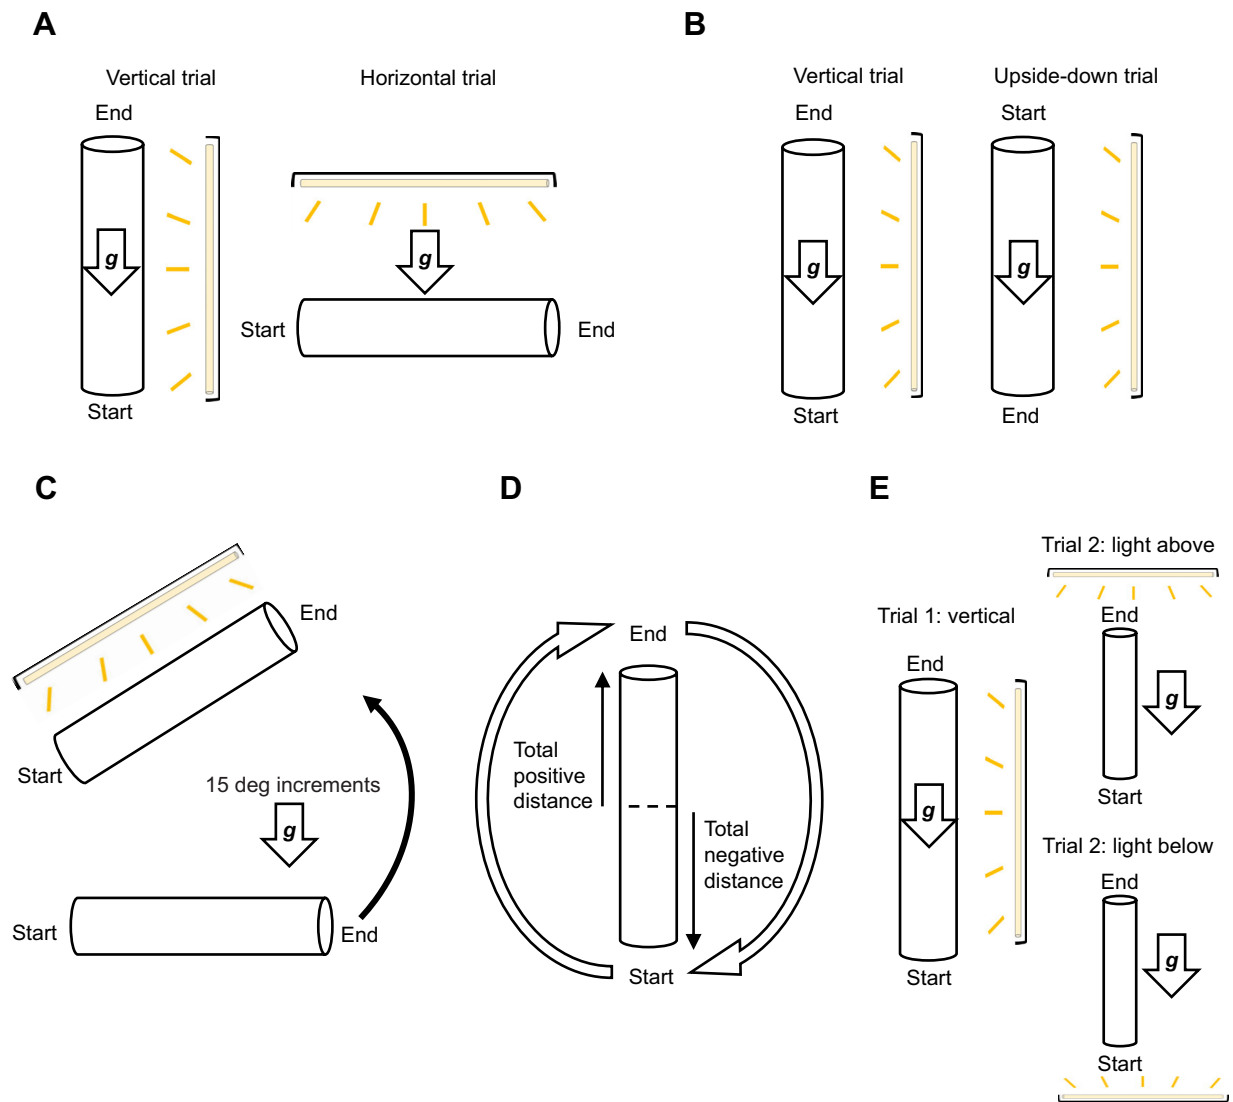 A
Vertical trial
Horizontal trial
End
g
Start
g
Start
End
B
Vertical trial
Upside-down trial
End
Start
g
g
Start
End
C
End
Start
15 deg increments
g
Start
End
D
End
Total
positive
distance
Total
negative
distance
Start
E
Trial 1: vertical
End
g
Start
Trial 2: light above
End
g
Start
Trial 2: light below
End
g
Start